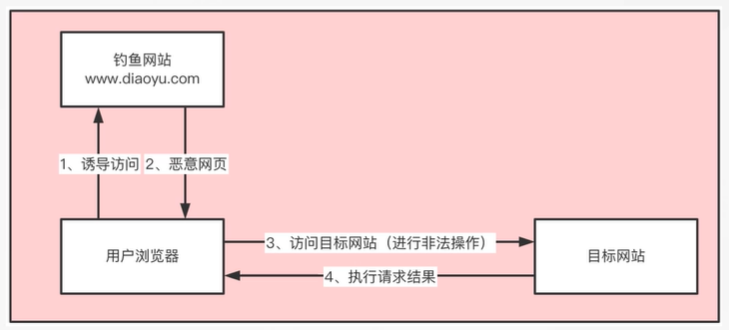 钓鱼网站
www.diaoyu.com
1、诱导访问
2、恶意网页
3、访问目标网站（进行非法操作）
用户浏览器
目标网站
4、执行请求结果